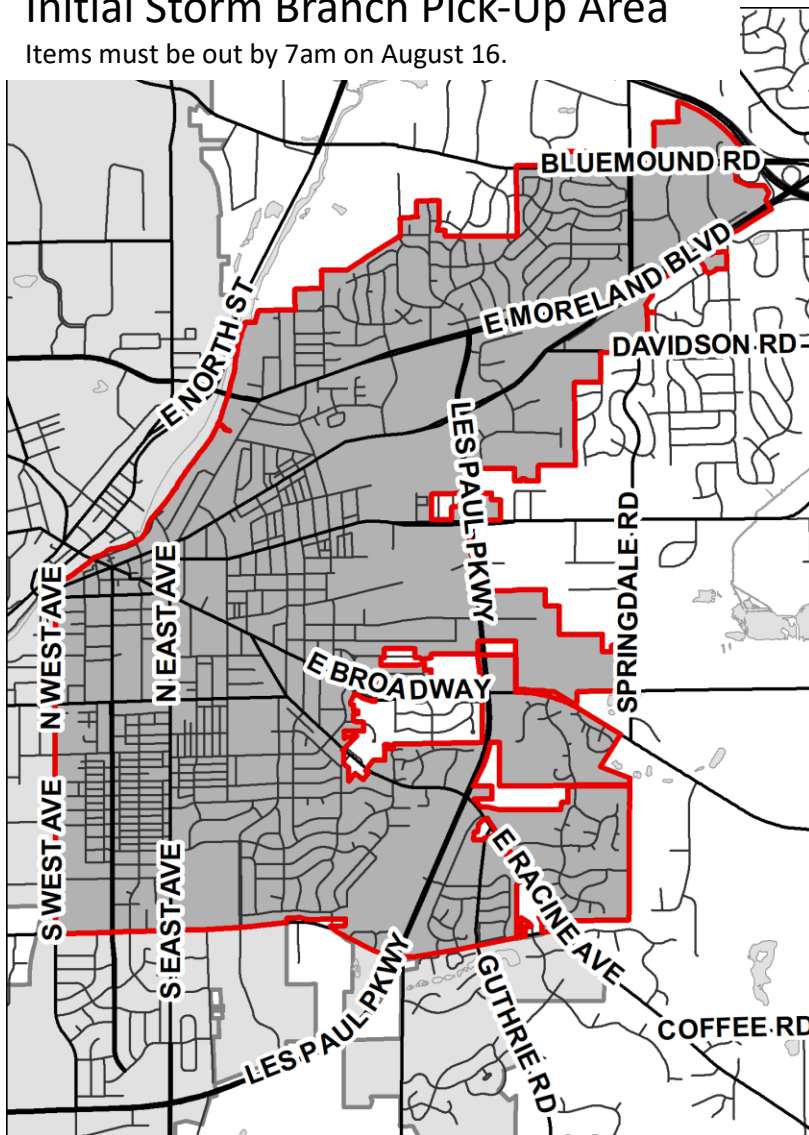 Initial Storm Branch Pick-Up Area
Items must be out by 7am on August 16.
BLUEMOUND RD
E MORELAND BLVD
E NORTH ST
DAVIDSON RD
LES PAUL PKWY
SPRINGDALE RD
N WEST AVE
N EAST AVE
E BROADWAY
S WEST AVE
S EAST AVE
E RACINE AVE
LES PAUL PKWY
GUTHRIE RD
COFFEE RD